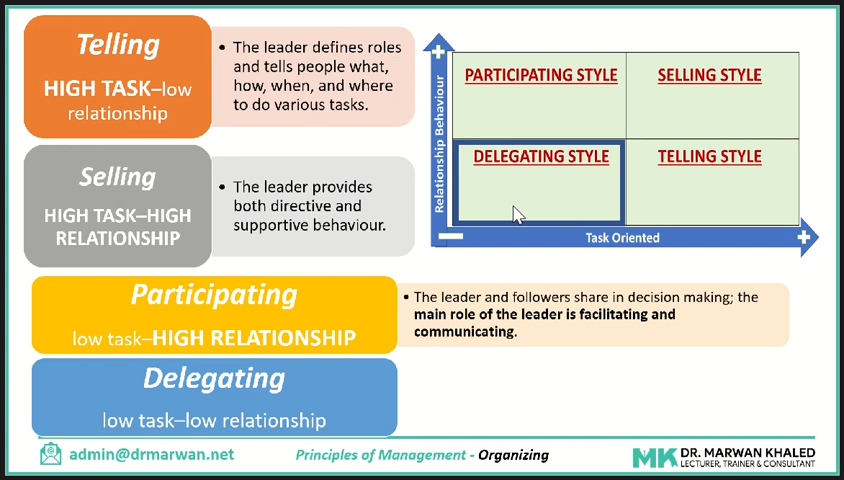 Telling
HIGH TASK–low
relationship
• The leader defines roles
and tells people what,
how, when, and where
to do various tasks.
Selling
HIGH TASK–HIGH
RELATIONSHIP
• The leader provides
both directive and
supportive behaviour.
Relationship Behaviour
PARTICIPATING STYLE
SELLING STYLE
DELEGATING STYLE
TELLING STYLE
Task Oriented
Participating
low task–HIGH RELATIONSHIP
• The leader and followers share in decision making; the
main role of the leader is facilitating and
communicating.
Delegating
low task–low relationship
admin@drmarwan.net
Principles of Management - Organizing
MK DR. MARWAN KHALED
LECTURER, TRAINER & CONSULTANT